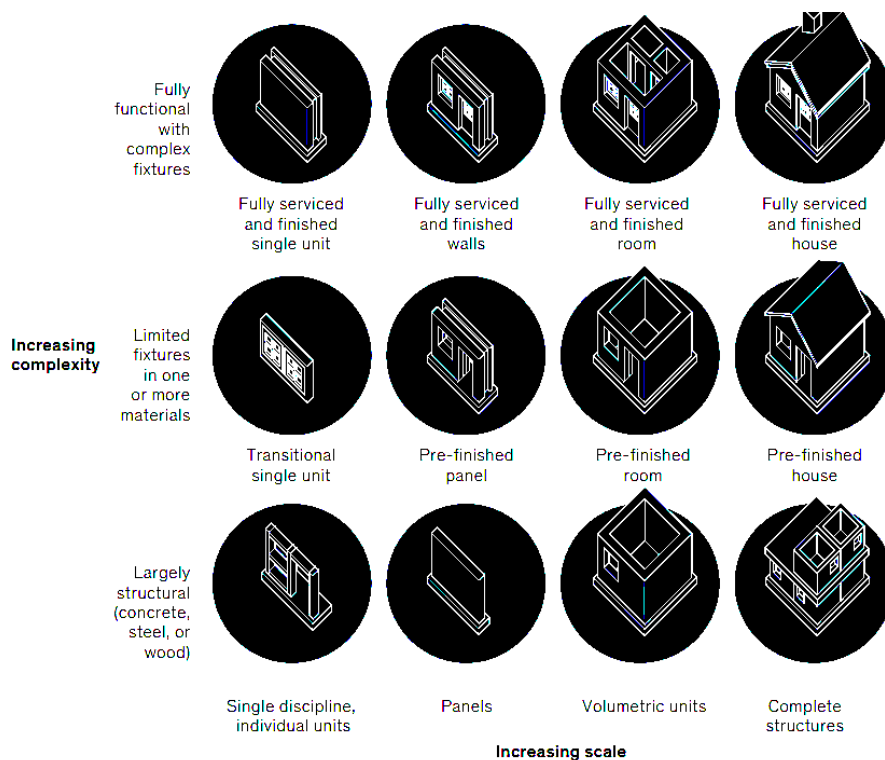 Fully
functional
with
complex
fixtures
Fully serviced
and finished
single unit
Fully serviced
and finished
walls
Fully serviced
and finished
room
Fully serviced
and finished
house
Increasing
complexity
Limited
fixtures
in one
or more
materials
Transitional
single unit
Pre-finished
panel
Pre-finished
room
Pre-finished
house
Largely
structural
(concrete,
steel, or
wood)
Single discipline,
individual units
Panels
Volumetric units
Complete
structures
Increasing scale